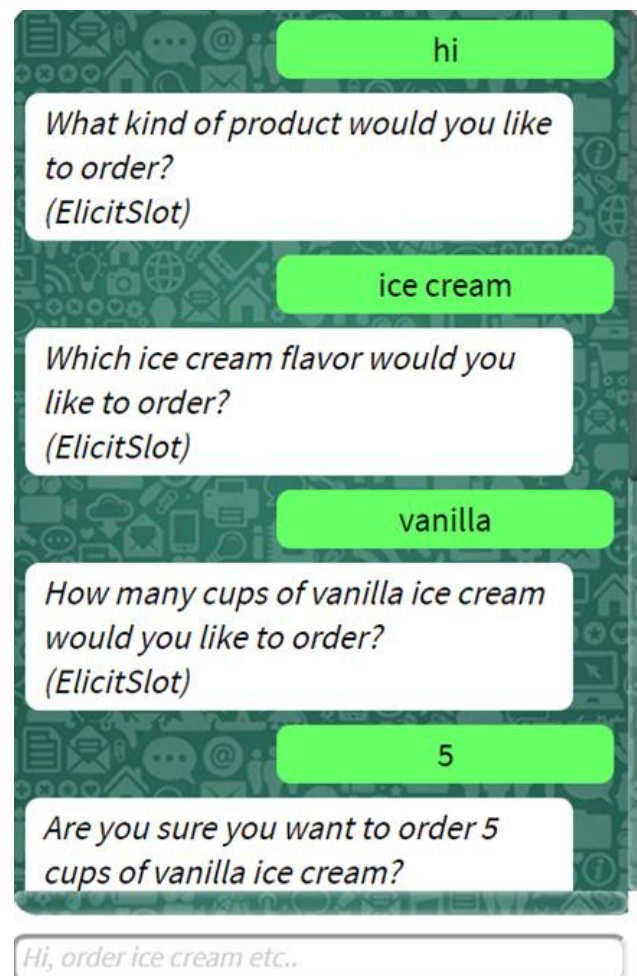 hi
What kind of product would you like
to order?
(ElicitSlot)
ice cream
Which ice cream flavor would you
like to order?
(ElicitSlot)
vanilla
How many cups of vanilla ice cream
would you like to order?
(ElicitSlot)
5
Are you sure you want to order 5
cups of vanilla ice cream?
Hi, order ice cream etc..